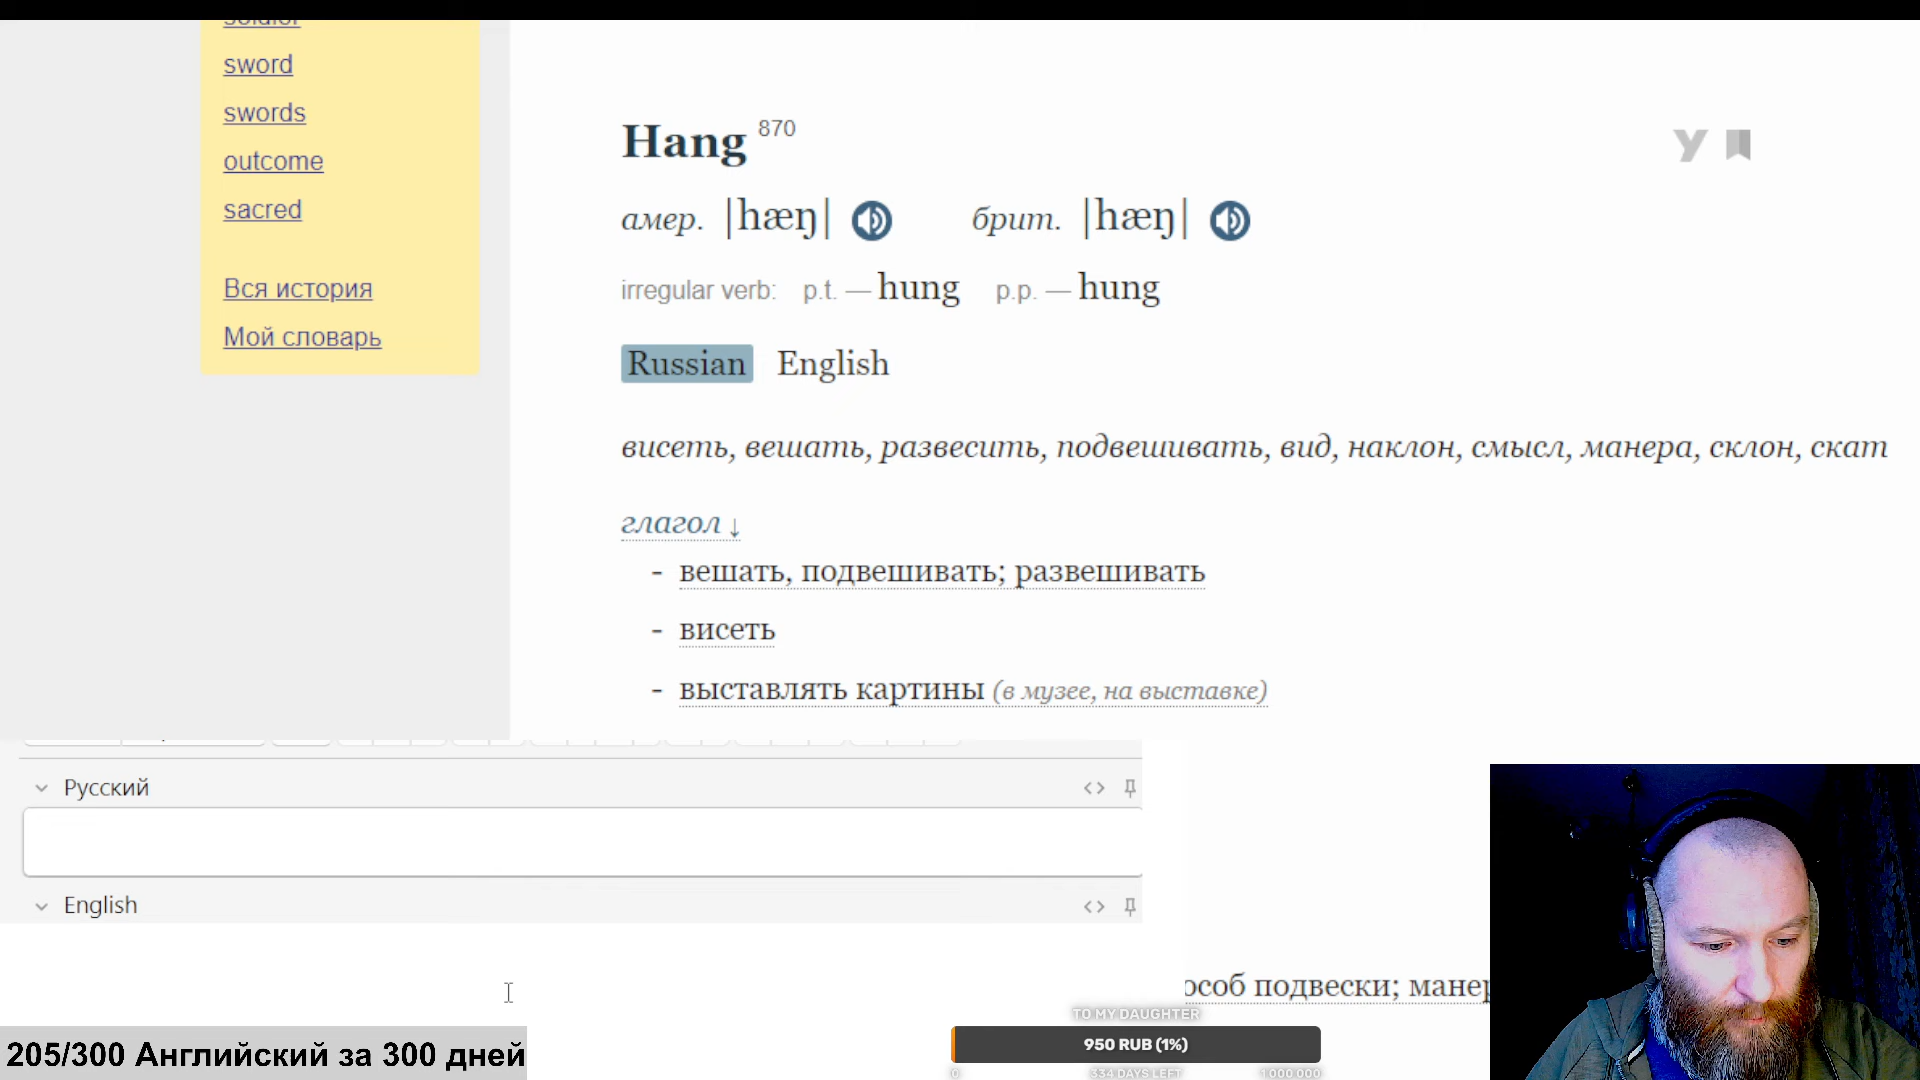 soldier
sword
swords
outcome
sacred
Вся история
Мой словарь
Hang 870
амер. |hæŋ| брит. |hæŋ|
irregular verb: p.t. — hung p.p. — hung
Russian English
висеть, вешать, развесить, подвешивать, вид, наклон, смысл, манера, склон, скат
глагол ↓
- вешать, подвешивать; развешивать
- висеть
- выставлять картины (в музее, на выставке)
Русский
English
особ подвески; манер
TO MY DAUGHTER
950 RUB (1%)
0 334 DAYS LEFT 1 000 000
205/300 Английский за 300 дней